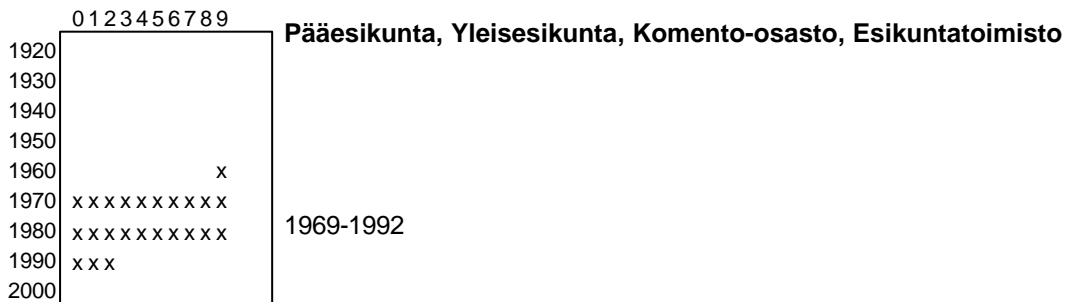 0123456789
Pääesikunta, Yleisesikunta, Komento-osasto, Esikuntatoimisto
1920
1930
1940
1950
1960 x
1970 xxxxxxxxxx
1980 xxxxxxxxxx
1969-1992
1990 xxx
2000